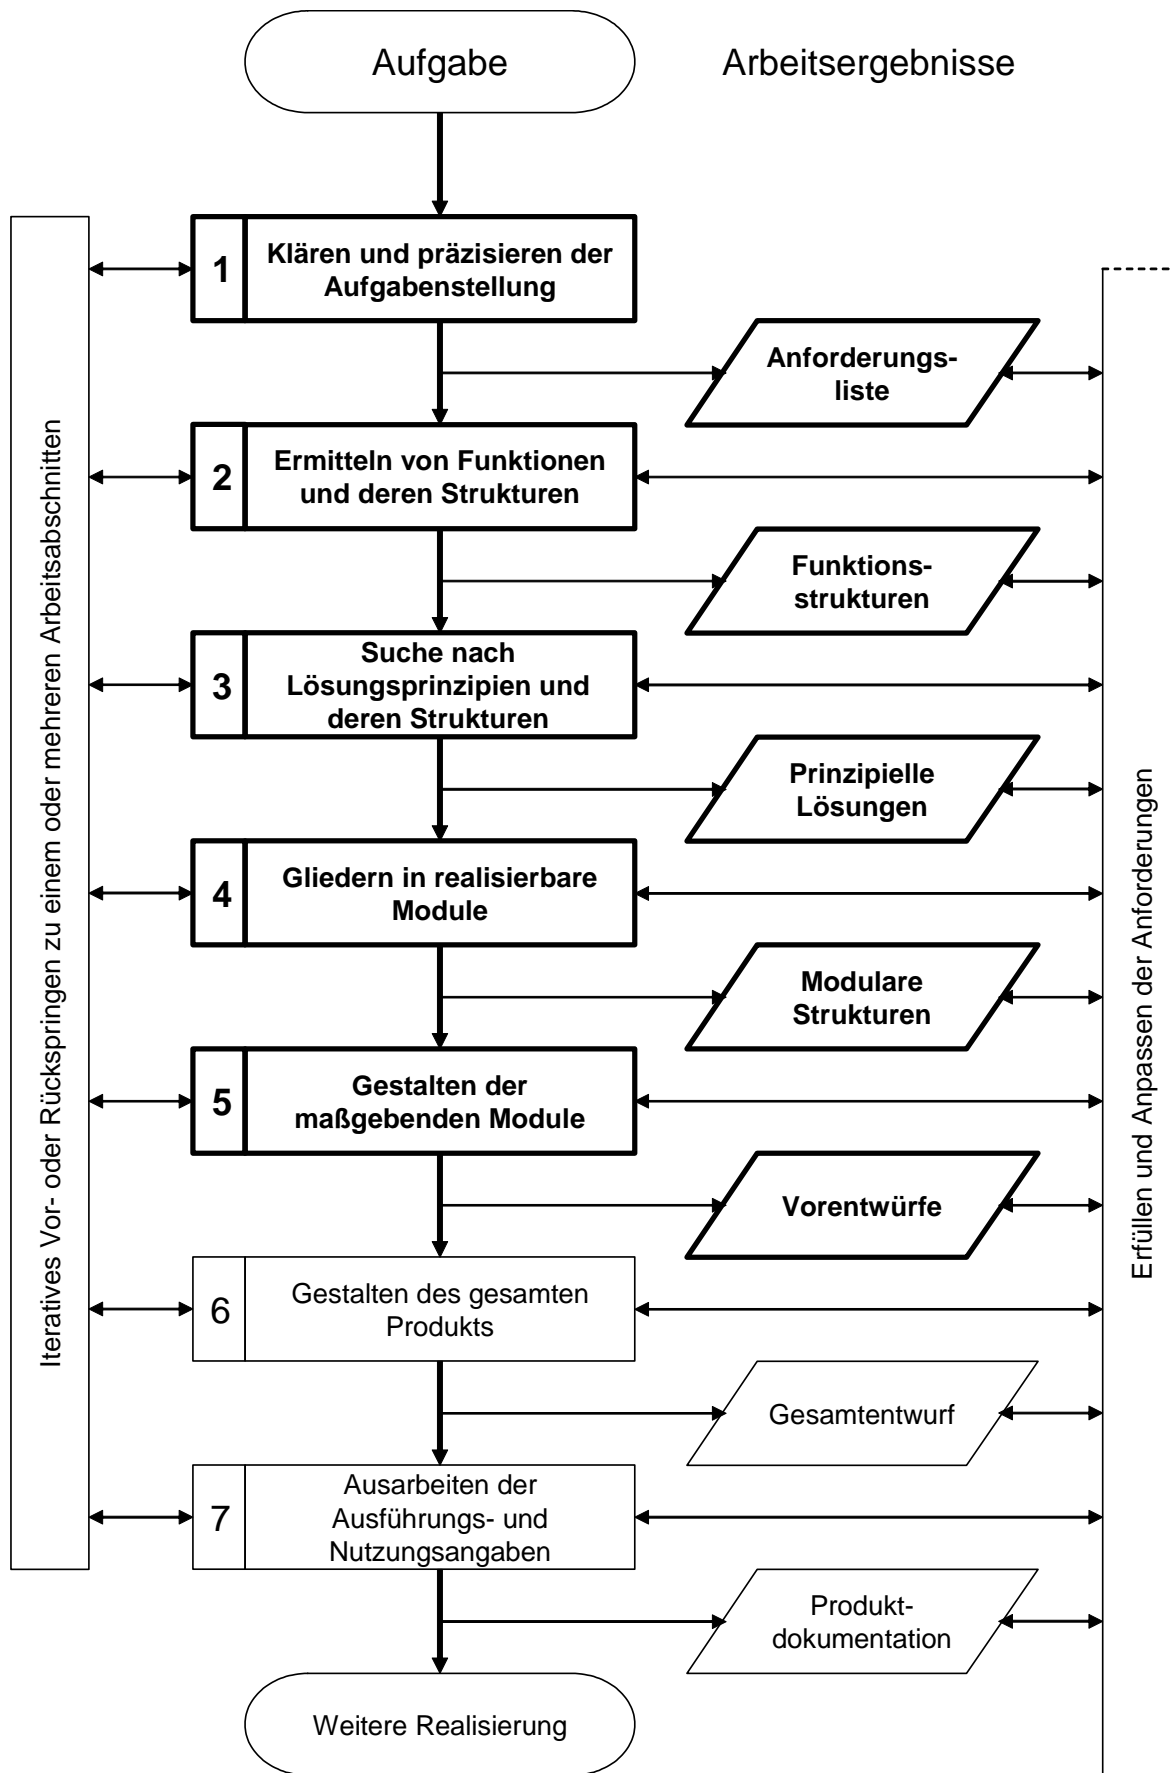 Aufgabe
Arbeitsergebnisse
1
Klären und präzisieren der
Aufgabenstellung
Anforderungs-
liste
2
Ermitteln von Funktionen
und deren Strukturen
Funktions-
strukturen
3
Suche nach
Lösungsprinzipien und
deren Strukturen
Prinzipielle
Lösungen
4
Gliedern in realisierbare
Module
Modulare
Strukturen
5
Gestalten der
maßgebenden Module
Vorentwürfe
6
Gestalten des gesamten
Produkts
Gesamtentwurf
7
Ausarbeiten der
Ausführungs- und
Nutzungsangaben
Produkt-
dokumentation
Weitere Realisierung
Iteratives Vor- oder Rückspringen zu einem oder mehreren Arbeitsabschnitten
Erfüllen und Anpassen der Anforderungen